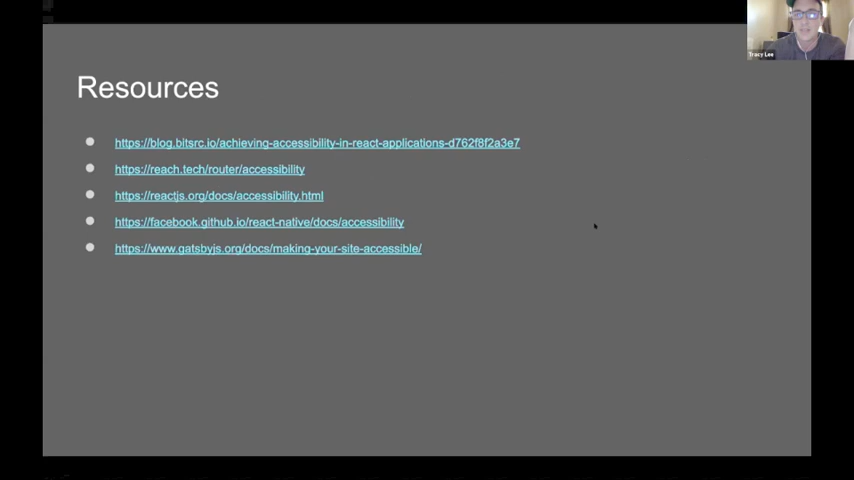 Tracy Lee
Resources
https://blog.bitsrc.io/achieving-accessibility-in-react-applications-d762f8f2a3e7
https://reach.tech/router/accessibility
https://reactjs.org/docs/accessibility.html
https://facebook.github.io/react-native/docs/accessibility
https://www.gatsbyjs.org/docs/making-your-site-accessible/